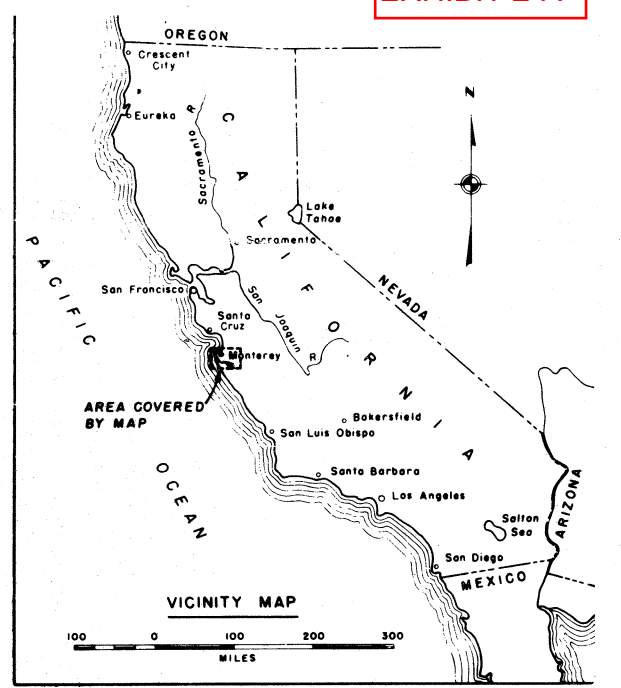 OREGON
Crescent
City
Eureka
Sacramento R
CALIFORNIA
Lake
Tahoe
Sacramento
NEVADA
PACIFIC
San Francisco
San Joaquin R
Santa
Cruz
Monterey
AREA COVERED
BY MAP
Bakersfield
San Luis Obispo
OCEAN
Santa Barbara
Los Angeles
Salton
Sea
ARIZONA
San Diego
MEXICO
VICINITY MAP
100 0 100 200 300
MILES
N